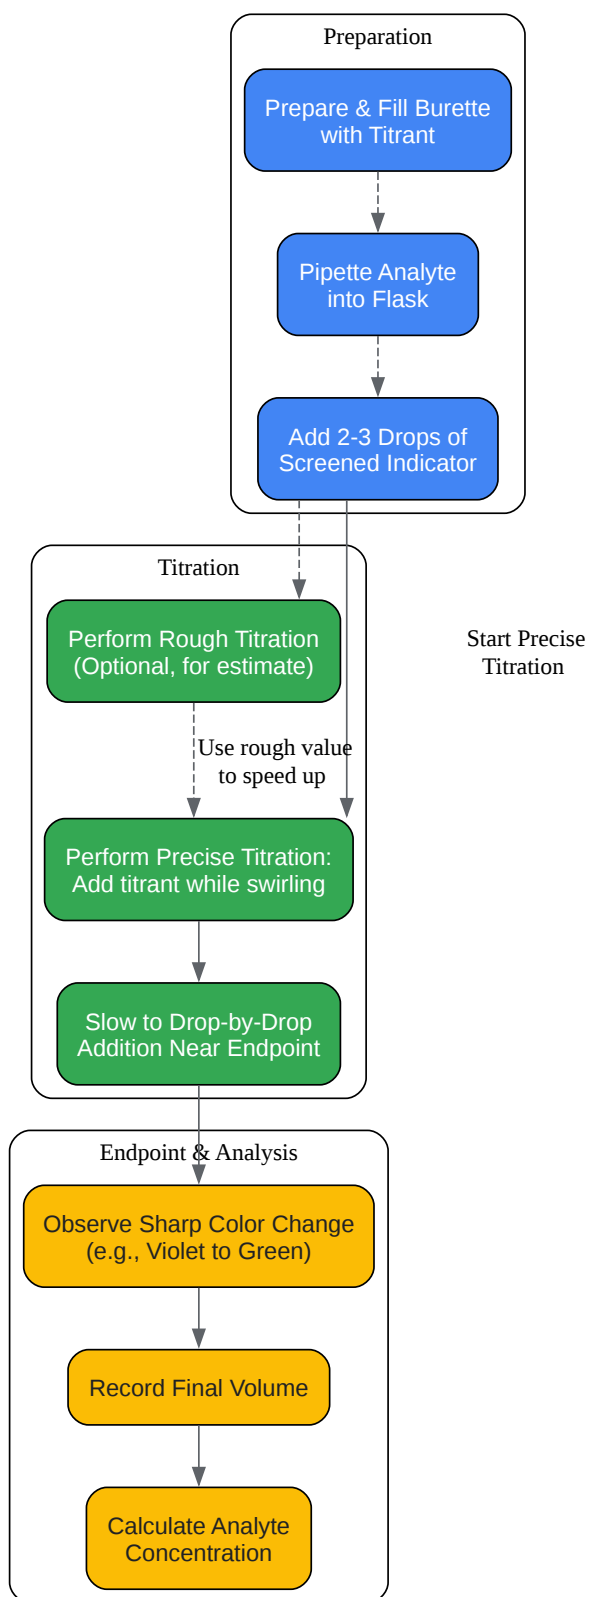 Preparation
Prepare & Fill Burette
with Titrant
Pipette Analyte
into Flask
Add 2-3 Drops of
Screened Indicator
Titration
Perform Rough Titration
(Optional, for estimate)
Start Precise
Titration
Use rough value
to speed up
Perform Precise Titration:
Add titrant while swirling
Slow to Drop-by-Drop
Addition Near Endpoint
Endpoint & Analysis
Observe Sharp Color Change
(e.g., Violet to Green)
Record Final Volume
Calculate Analyte
Concentration